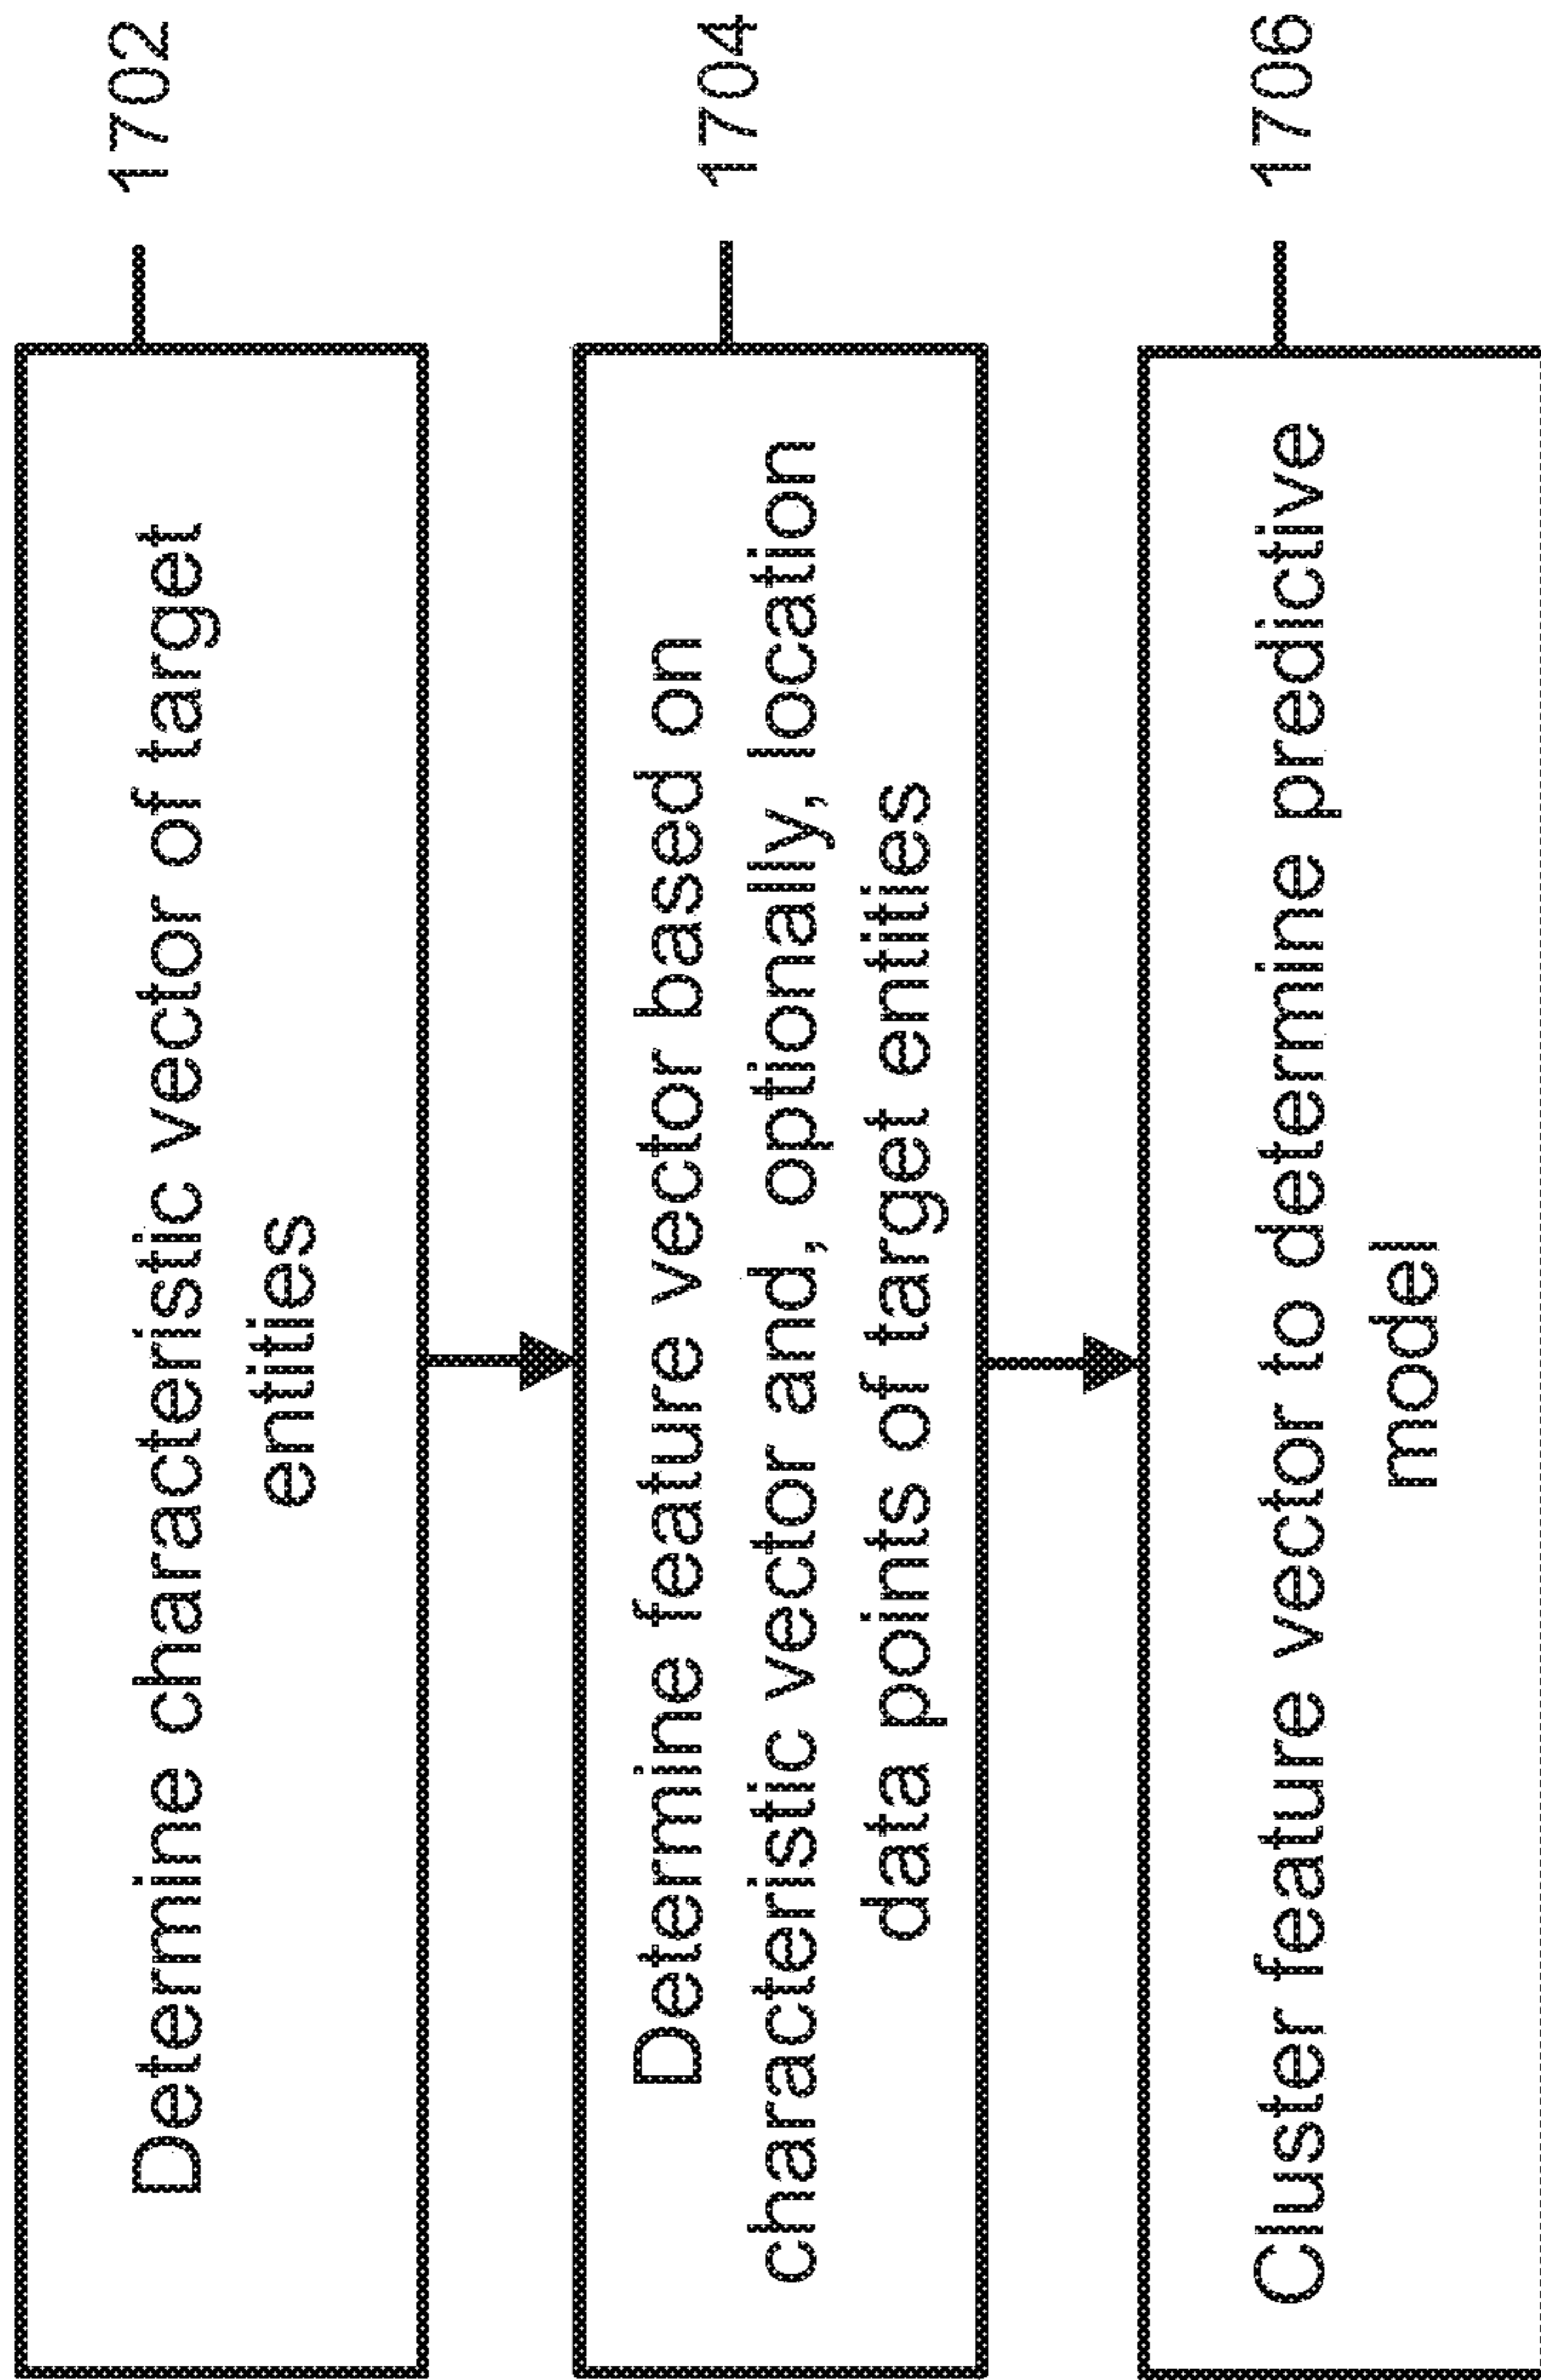 Determine characteristic vector of target
entities
1702
Determine feature vector based on
characteristic vector and, optionally, location
data points of target entities
1704
Cluster feature vector to determine predictive
model
1706